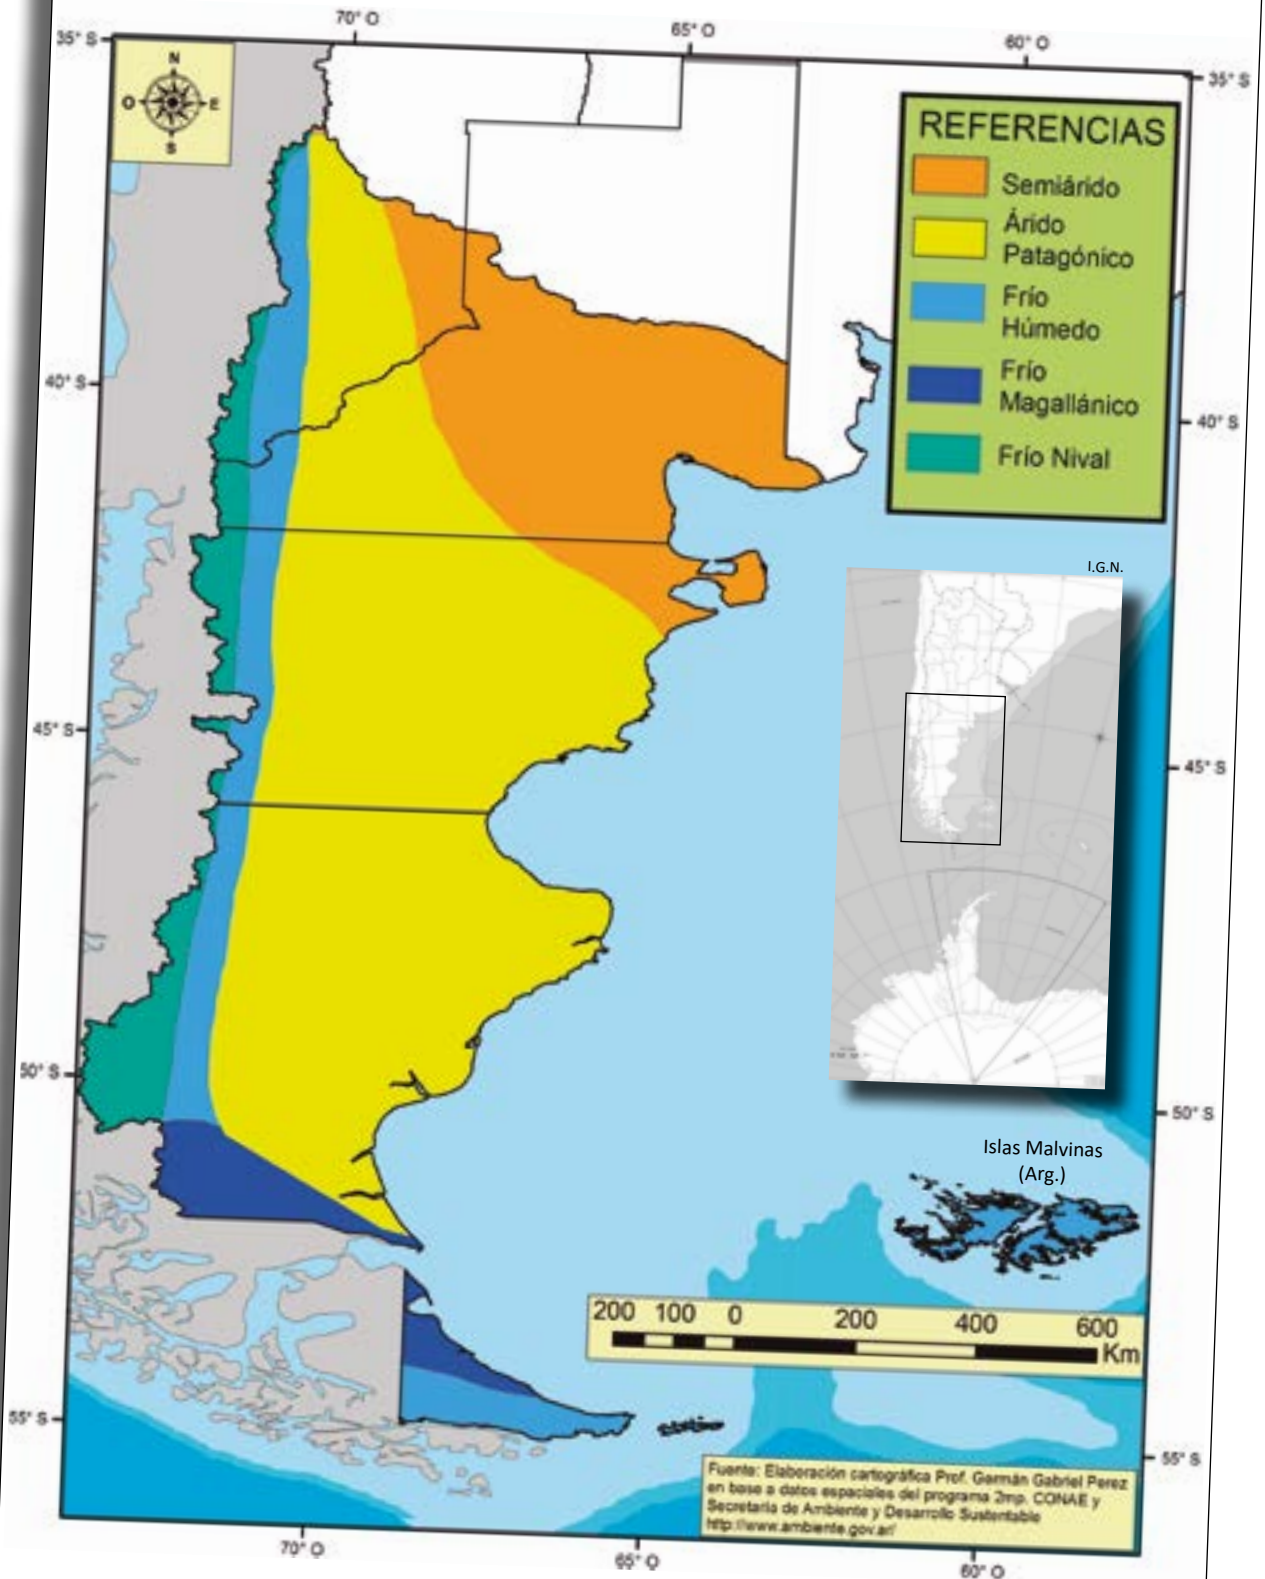 70° O
65° O
60° O
35° S
35° S
N
O
E
S
REFERENCIAS
Semiárido
Árido
Patagónico
Frío
Húmedo
Frío
Magallánico
Frío Nival
40° S
40° S
I.G.N.
45° S
45° S
50° S
50° S
Islas Malvinas
(Arg.)
200 100 0 200 400 600
Km
55° S
55° S
Fuente: Elaboración cartográfica Prof. Germán Gabriel Perez
en base a datos espaciales del programa 2mp. CONAE y
Secretaría de Ambiente y Desarrollo Sustentable
http://www.ambiente.gov.ar/
70° O
65° O
60° O